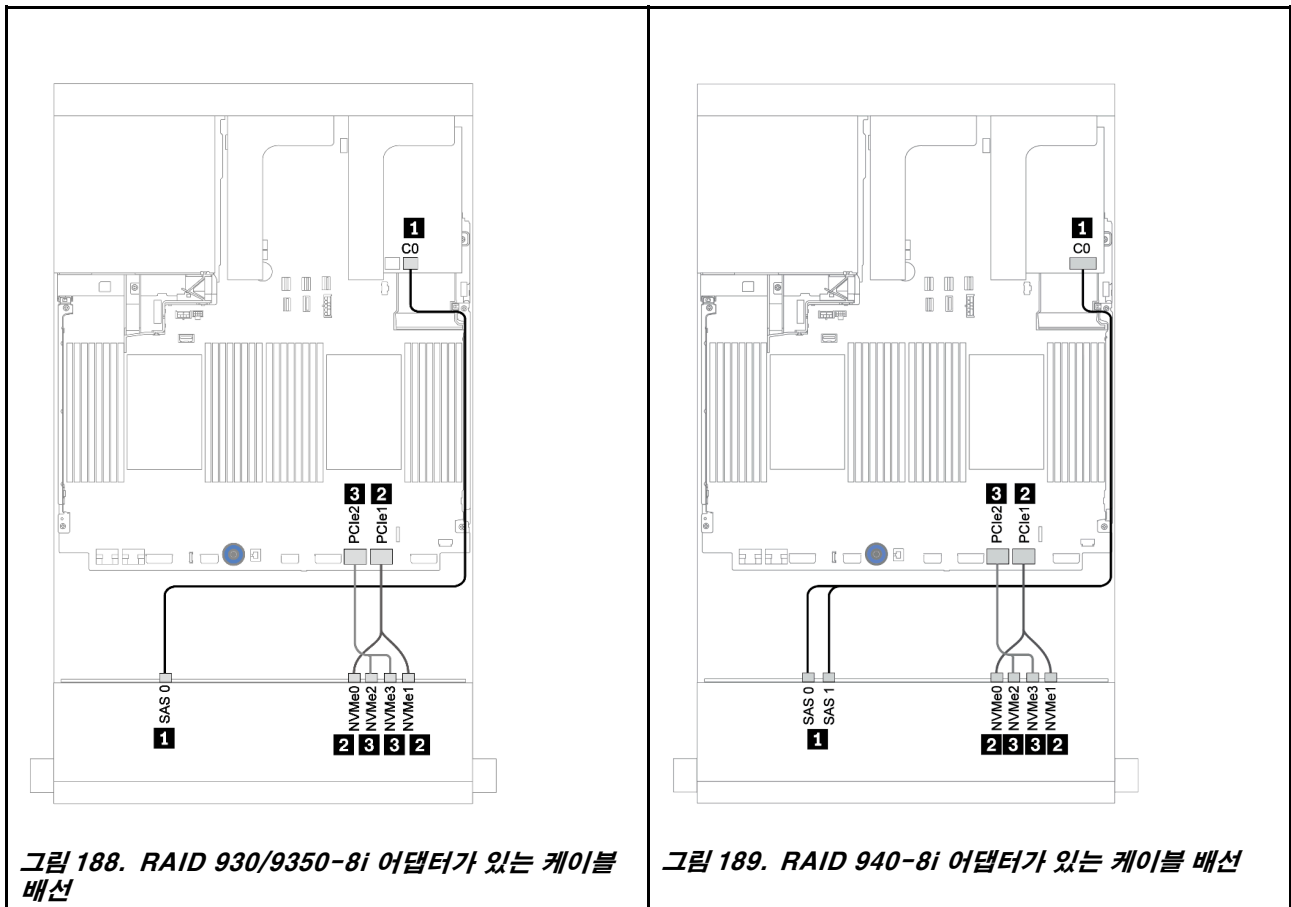 1
C0
3 2
PCIe2
PCIe1
SAS 0
NVMe0
NVMe2
NVMe3
NVMe1
1
2 3 3 2
그림 188. RAID 930/9350-8i 어댑터가 있는 케이블
배선
1
C0
3 2
PCIe2
PCIe1
SAS 0
SAS 1
NVMe0
NVMe2
NVMe3
NVMe1
1
2 3 3 2
그림 189. RAID 940-8i 어댑터가 있는 케이블 배선